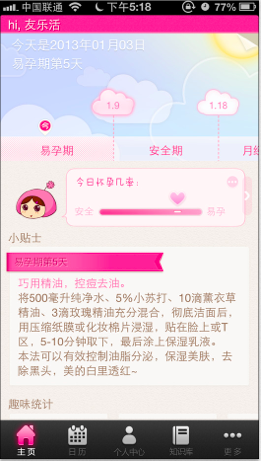 中国联通
下午5:18
77%
hi, 友乐活
今天是2013年01月03日
易孕期第5天
1.9
1.18
易孕期
安全期
月经
今日怀孕几率:
安全
易孕
小贴士
易孕期第5天
巧用精油，控痘去油。
将500毫升纯净水、5%小苏打、10滴薰衣草
精油、3滴玫瑰精油充分混合，彻底洁面后，
用压缩纸膜或化妆棉片浸湿，贴在脸上或T
区，5-10分钟取下，最后涂上保湿乳液。
本法可以有效控制油脂分泌，保湿美肤，去
除黑头，美的白里透红~
趣味统计
主页
日历
个人中心
知识库
更多